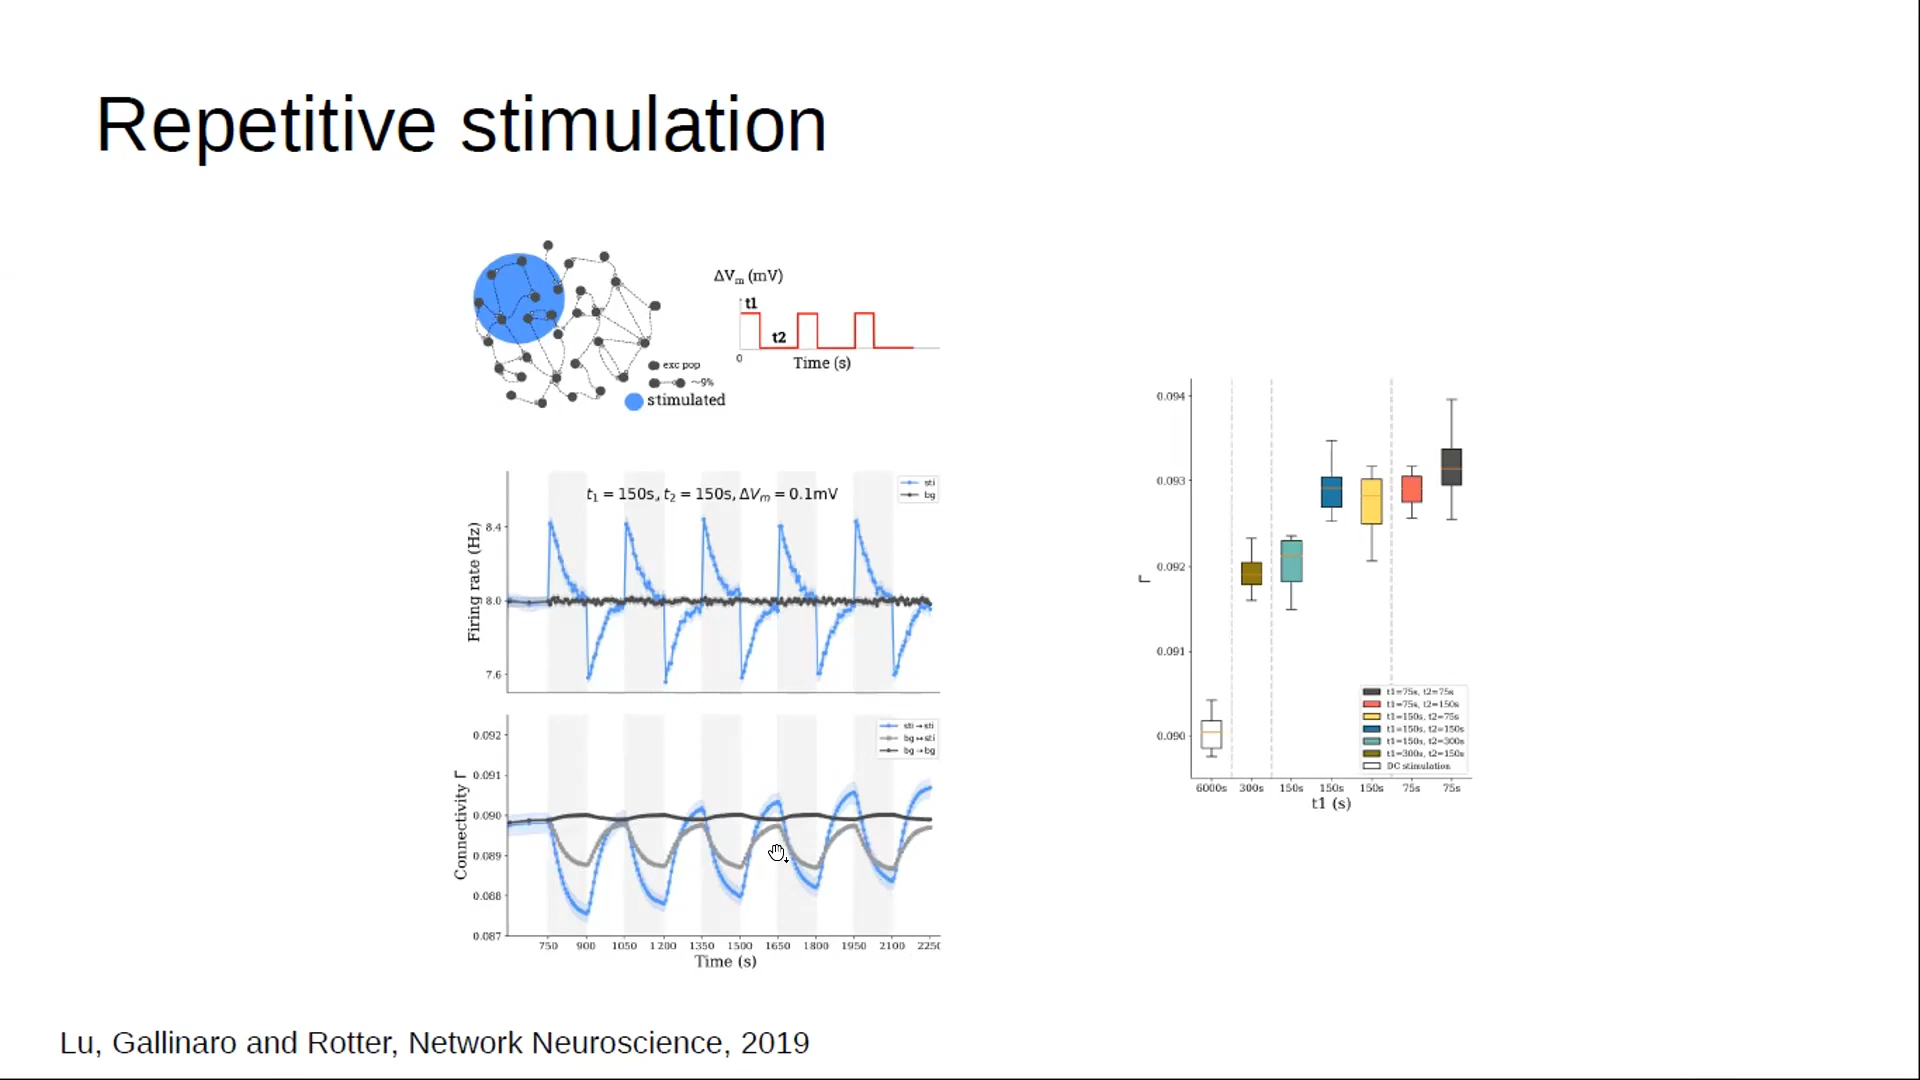 Repetitive stimulation
ΔVm (mV)
t1
t2
0
Time (s)
exc pop
~9%
stimulated
t1 = 150s, t2 = 150s, ΔVm = 0.1mV
sti
bg
Firing rate (Hz)
8.4
8.0
7.6
sti→sti
bg↔sti
bg→bg
Connectivity Γ
0.092
0.091
0.090
0.089
0.088
0.087
750 900 1050 1200 1350 1500 1650 1800 1950 2100 2250
Time (s)
Γ
0.094
0.093
0.092
0.091
0.090
t1=75s, t2=75s
t1=75s, t2=150s
t1=150s, t2=75s
t1=150s, t2=150s
t1=150s, t2=300s
t1=300s, t2=150s
DC stimulation
6000s 300s 150s 150s 150s 75s 75s
t1 (s)
Lu, Gallinaro and Rotter, Network Neuroscience, 2019